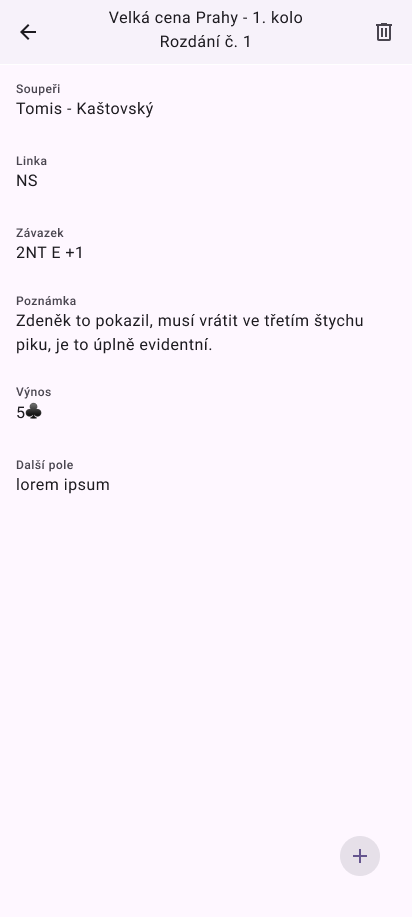 Velká cena Prahy - 1. kolo
Rozdání č. 1
Soupeři
Tomis - Kaštovský
Linka
NS
Závazek
2NT E +1
Poznámka
Zdeněk to pokazil, musí vrátit ve třetím štychu
piku, je to úplně evidentní.
Výnos
5♣
Další pole
lorem ipsum